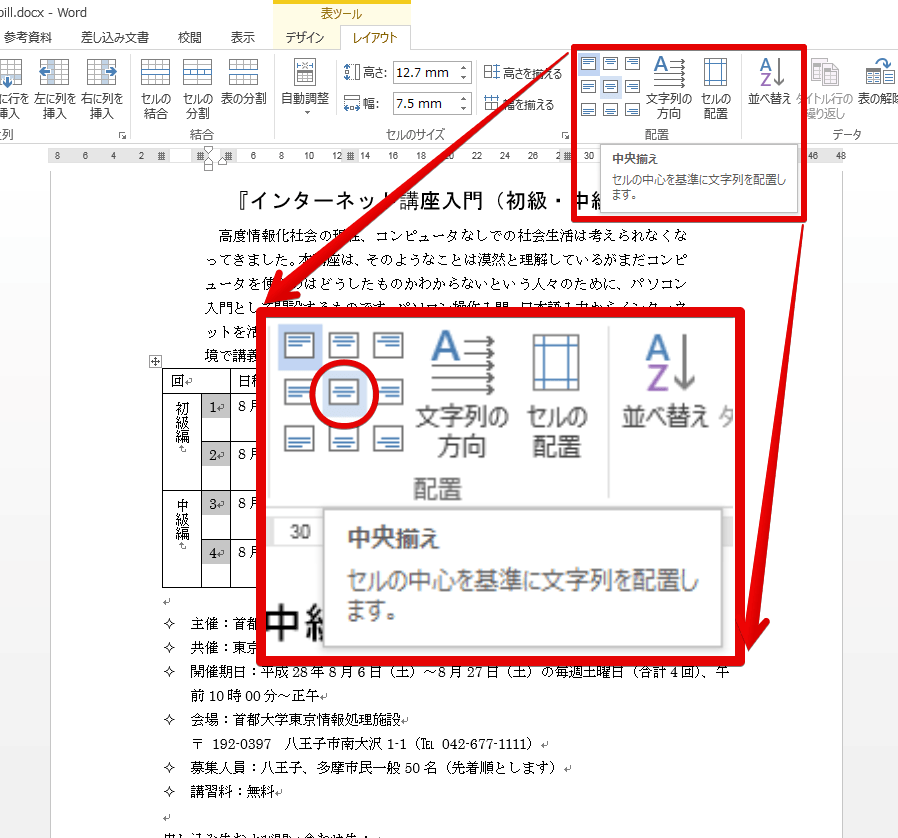 bill.docx - Word
表ツール
参考資料 差し込み文書 校閲 表示 デザイン レイアウト
に行を挿入 左に列を挿入 右に列を挿入 セルの結合 セルの分割 表の分割 自動調整
高さ: 12.7 mm 高さを揃える
幅: 7.5 mm 幅を揃える
文字列の方向 セルの配置 並べ替え タイトル行の繰り返し 表の解除
列 結合 セルのサイズ 配置 データ
8 6 4 2 6 8 10 12 14 16 18 20 22 24 26 28 30 46 48
中央揃え
セルの中心を基準に文字列を配置し
ます。
『インターネット講座入門(初級・中級
高度情報化社会の現在、コンピュータなしでの社会生活は考えられなくな
ってきました。本講座は、そのようなことは漠然と理解しているがまだコンピ
ュータを使うのはどうしたものかわからないという人々のために、パソコン
入門として開設するものです。パソコン操作入門、日本語入力からインターネ
ットを活
境で講義
回 日程
初級編 1 8月
2 8月
中級編 3 8月
4 8月
文字列の方向 セルの配置 並べ替え
配置
30
中央揃え
セルの中心を基準に文字列を配置し
ます。
中級
主催:首都
共催:東京
開催期日:平成 28 年 8 月 6 日(土)~8 月 27 日(土)の毎週土曜日(合計 4 回)、午
前 10 時 00 分~正午
会場:首都大学東京情報処理施設
〒 192-0397 八王子市南大沢 1-1(℡ 042-677-1111)
募集人員:八王子、多摩市民一般 50 名(先着順とします)
講習料:無料